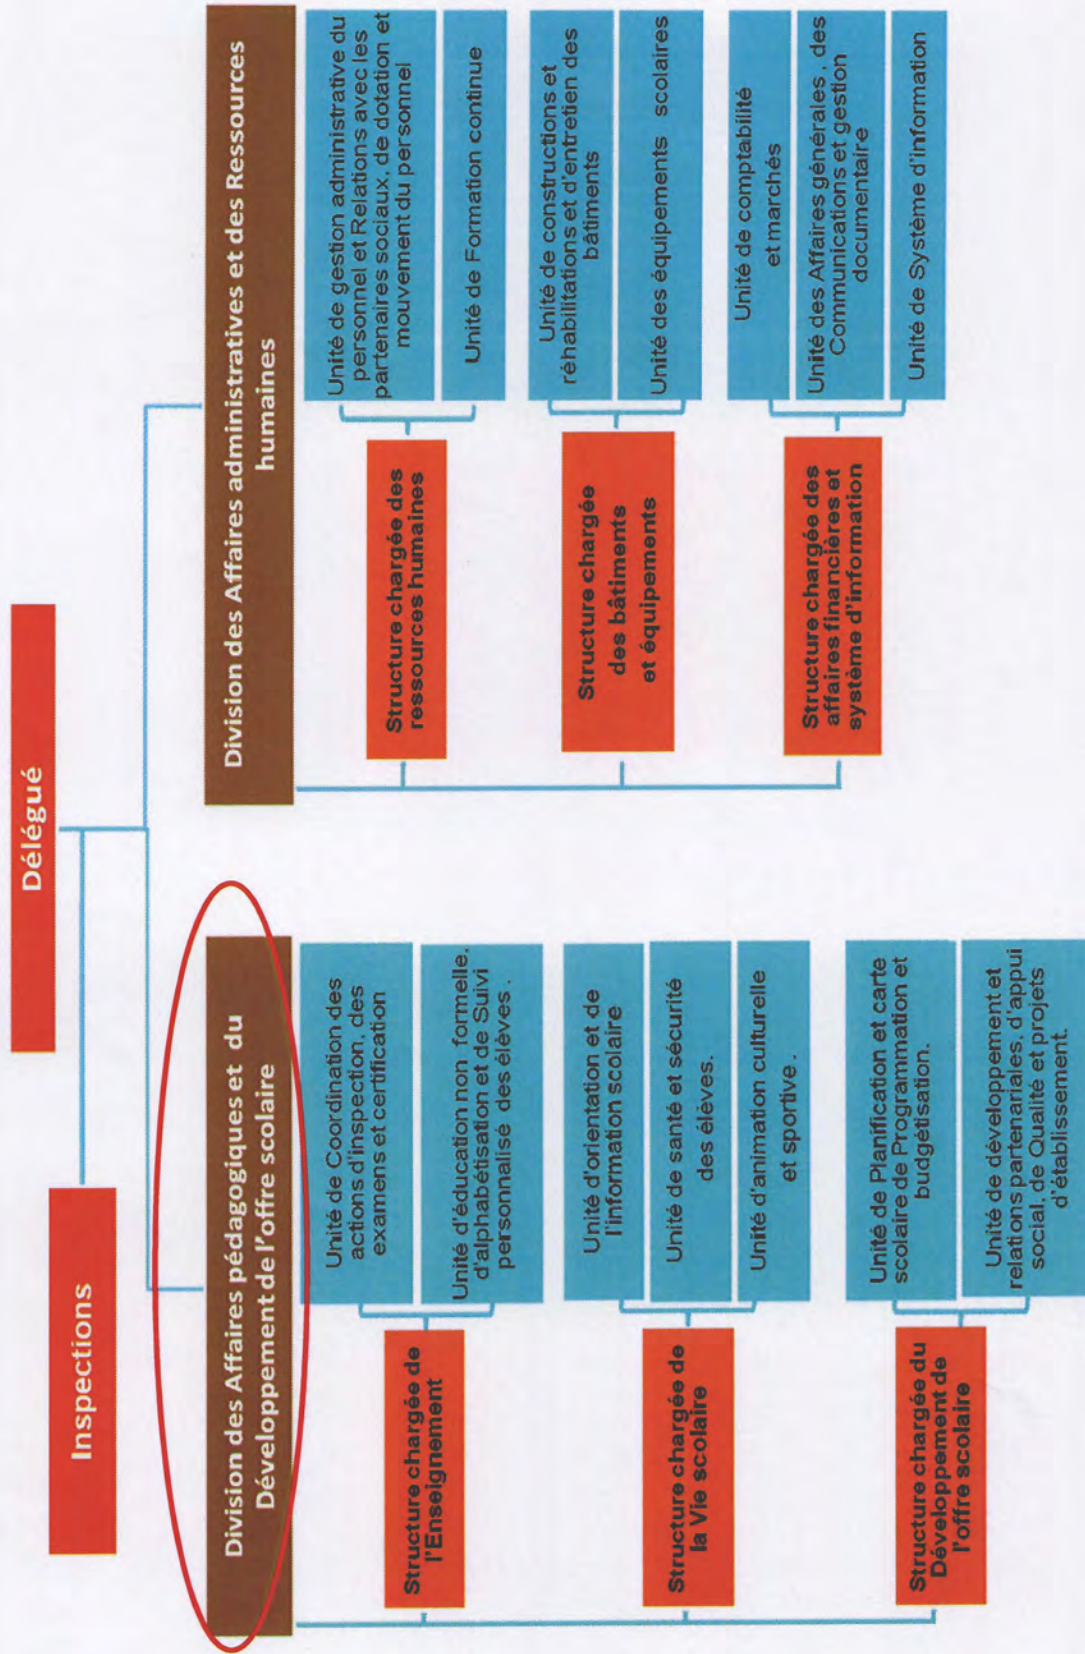 Délégué
Inspections
Division des Affaires pédagogiques et du
Développement de l'offre scolaire
Structure chargée de
l'Enseignement
Unité de Coordination des
actions d'inspection, des
examens et certification
Unité d'éducation non formelle.
d'alphabétisation et de Suivi
personnalisé des élèves .
Structure chargée de
la Vie scolaire
Unité d'orientation et de
l'information scolaire
Unité de santé et sécurité
des élèves.
Unité d'animation culturelle
et sportive .
Structure chargée du
Développement de
l'offre scolaire
Unité de Planification et carte
scolaire de Programmation et
budgétisation.
Unité de développement et
relations partenariales, d'appui
social, de Qualité et projets
d'établissement.
Division des Affaires administratives et des Ressources
humaines
Structure chargée des
ressources humaines
Unité de gestion administrative du
personnel et Relations avec les
partenaires sociaux, de dotation et
mouvement du personnel
Unité de Formation continue
Structure chargée
des bâtiments
et équipements
Unité de constructions et
réhabilitations et d'entretien des
bâtiments
Unité des équipements scolaires
Structure chargée des
affaires financières et
système d'information
Unité de comptabilité
et marchés
Unité des Affaires générales , des
Communications et gestion
documentaire
Unité de Système d'information